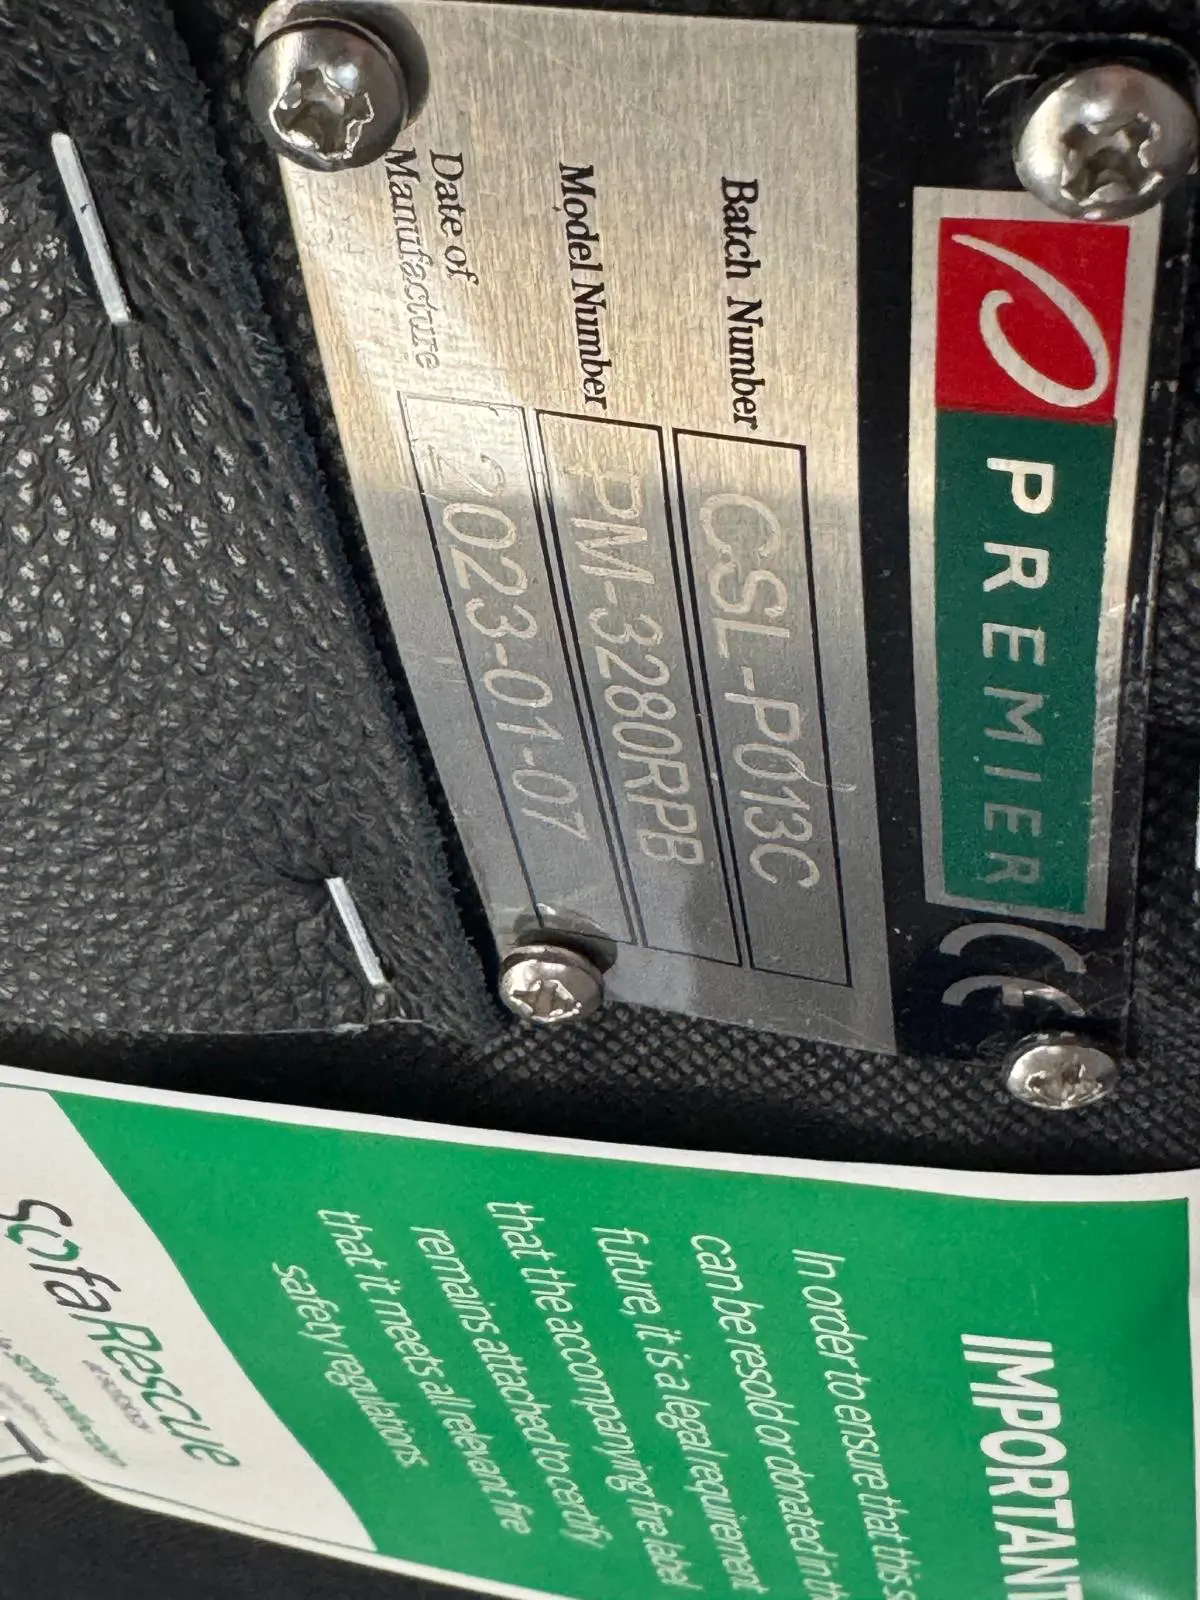 PREMIER
CE
Batch Number CSL-P013C
Model Number PM-3280RPB
Date of
Manufacture 2023-01-07
IMPORTANT
In order to ensure that this
can be resold or donated in
future, it is a legal requirement
that the accompanying fire label
remains attached to certify
that it meets all relevant fire
safety regulations
sofaRescue